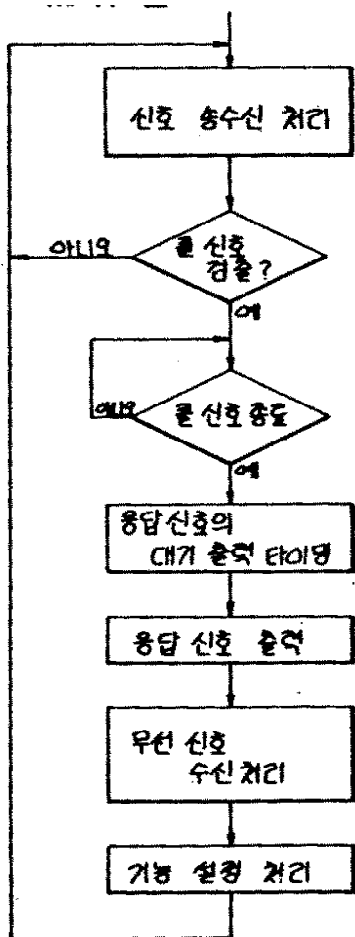 신호 송수신 처리
콜 신호
검출?
아니오
예
콜 신호 종료
아니오
예
응답 신호의
대기 출력 타이밍
응답 신호 출력
무선 신호
수신 처리
기능 설정 처리